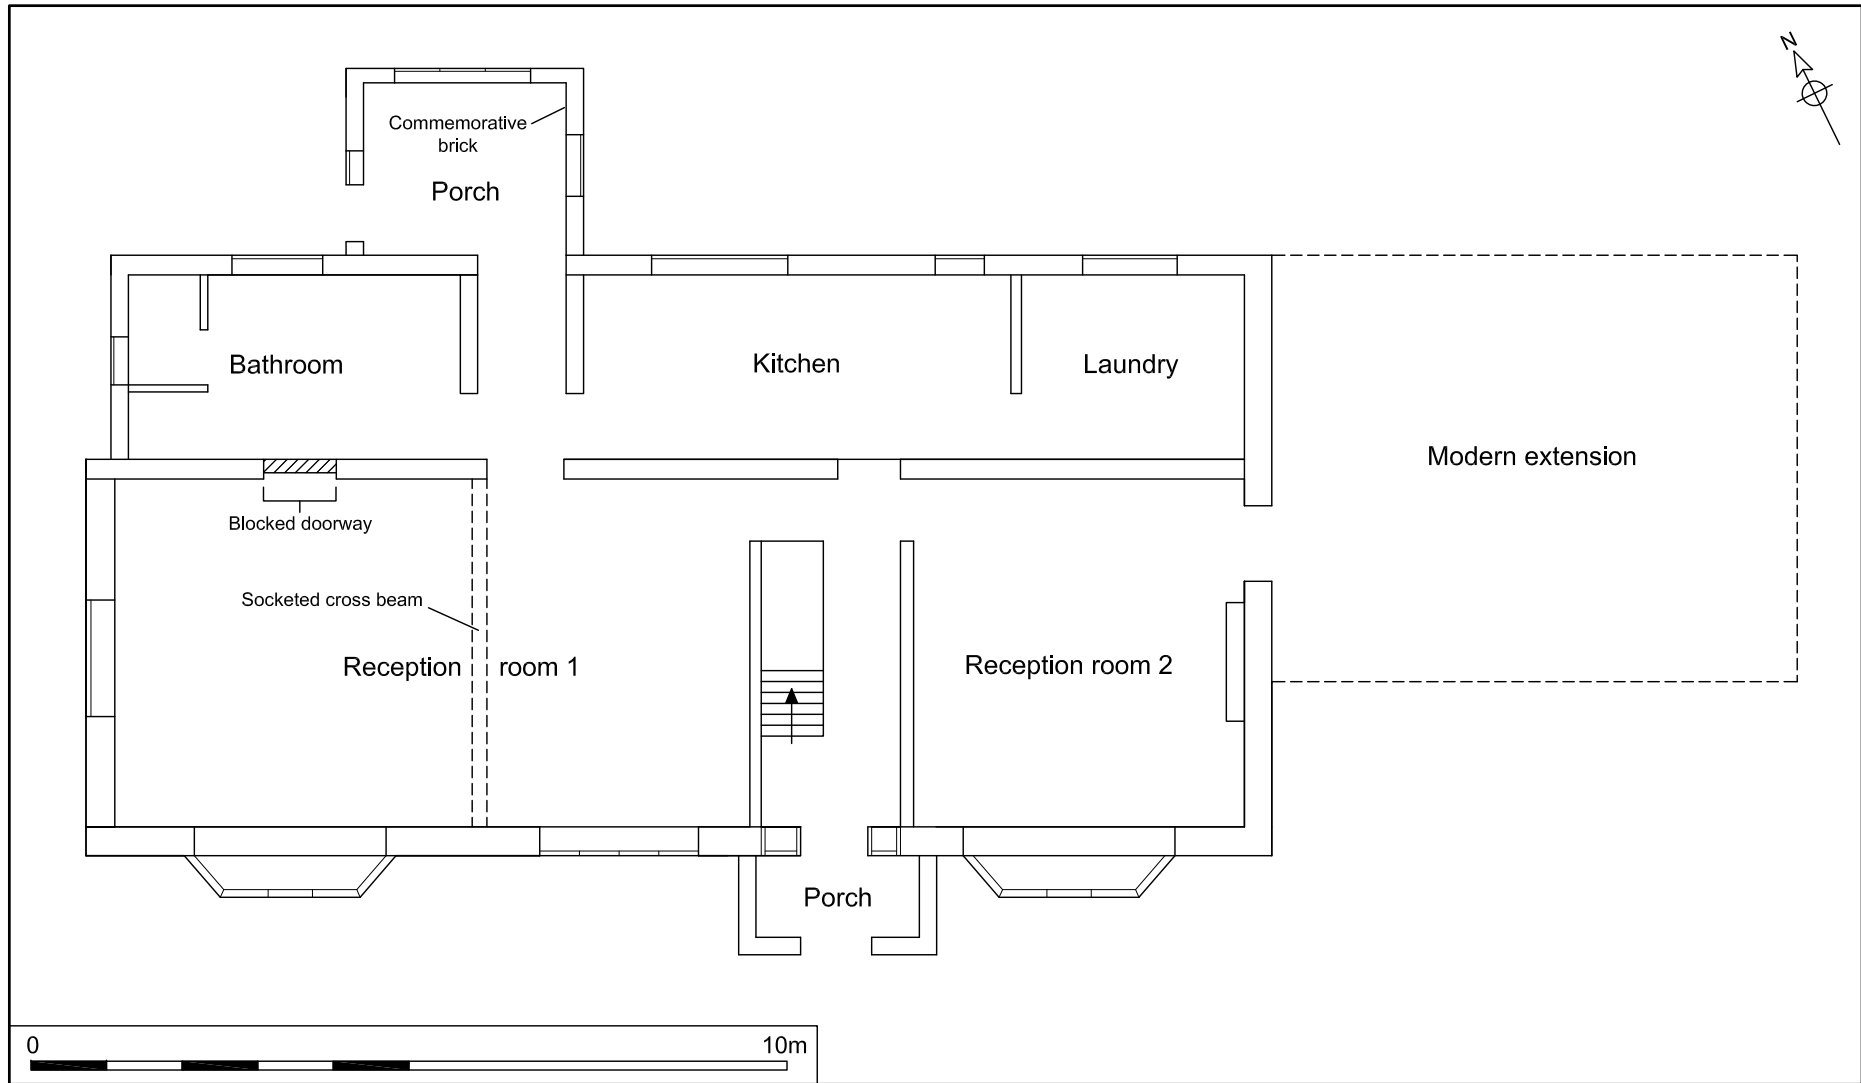 N
Commemorative
brick
Porch
Bathroom
Kitchen
Laundry
Modern extension
Blocked doorway
Socketed cross beam
Reception room 1
Reception room 2
Porch
0 10m